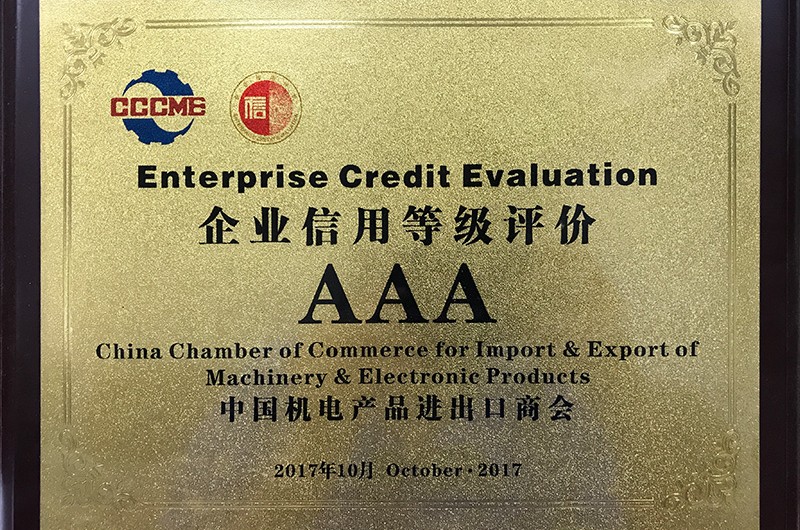 CCCME
信
Enterprise Credit Evaluation
企业信用等级评价
AAA
China Chamber of Commerce for Import & Export of
Machinery & Electronic Products
中国机电产品进出口商会
2017年10月 October·2017